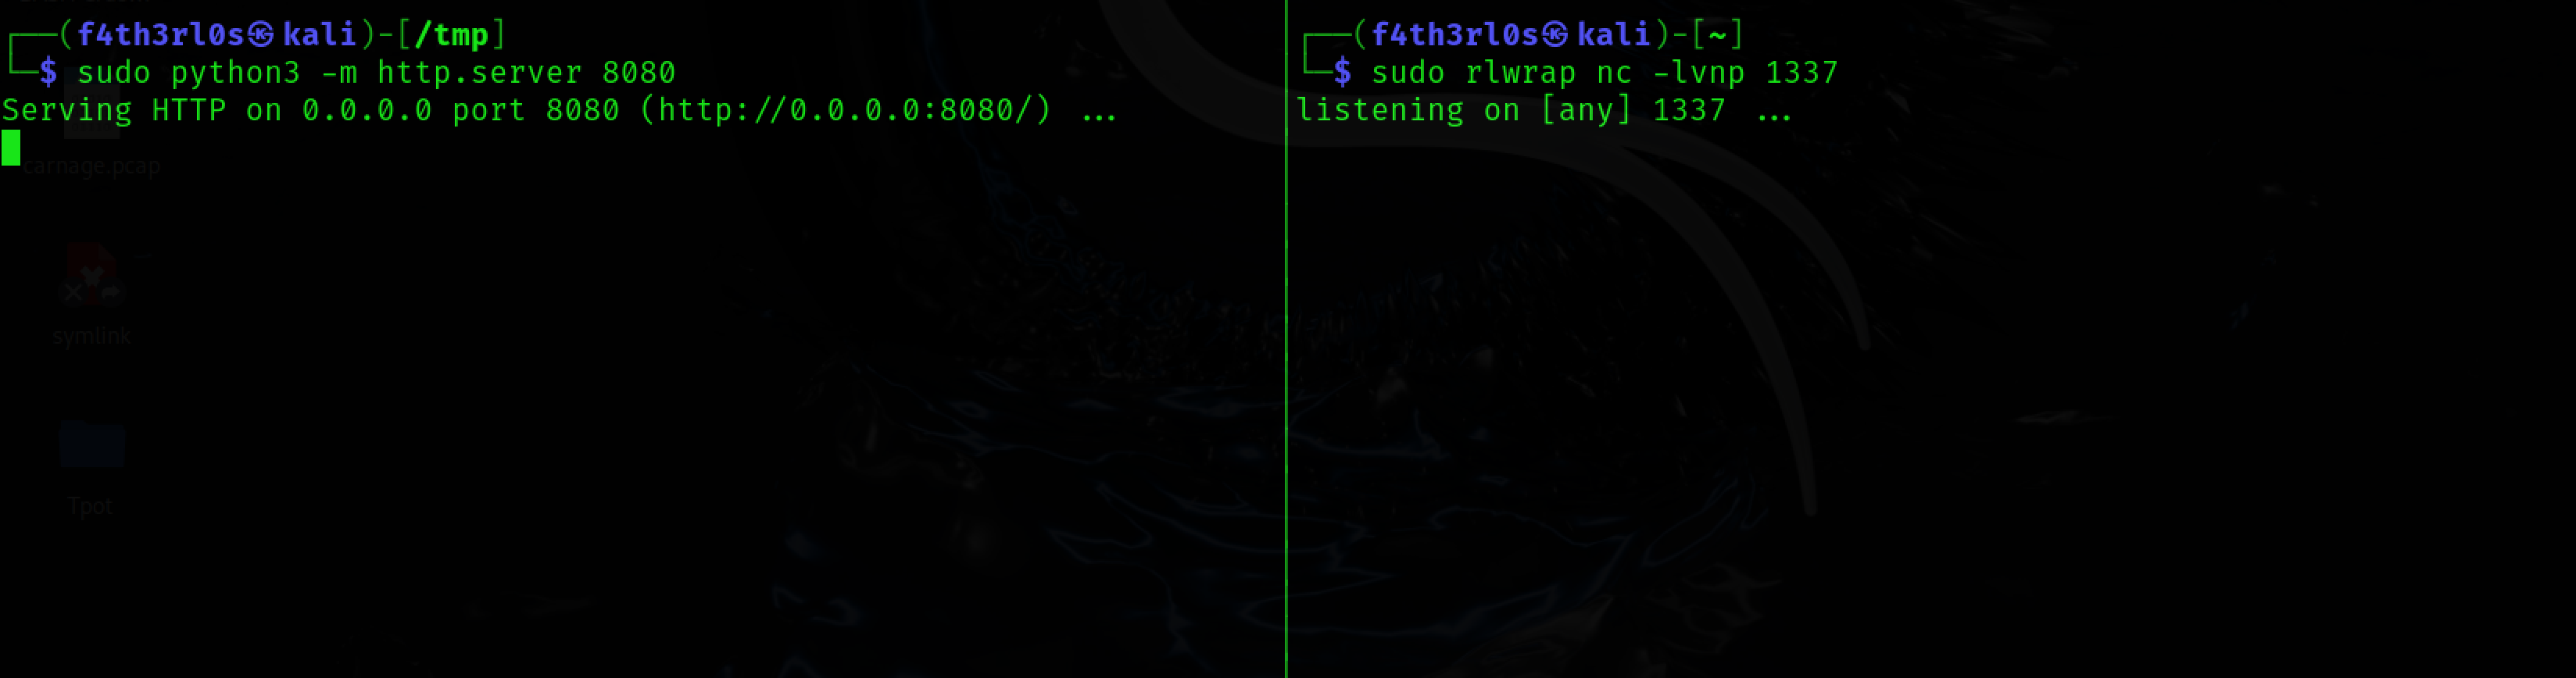 ┌──(f4th3rl0s㉿kali)-[/tmp]
└─$ sudo python3 -m http.server 8080
Serving HTTP on 0.0.0.0 port 8080 (http://0.0.0.0:8080/) ...
carnage.pcap
symlink
Tpot
┌──(f4th3rl0s㉿kali)-[~]
└─$ sudo rlwrap nc -lvnp 1337
listening on [any] 1337 ...